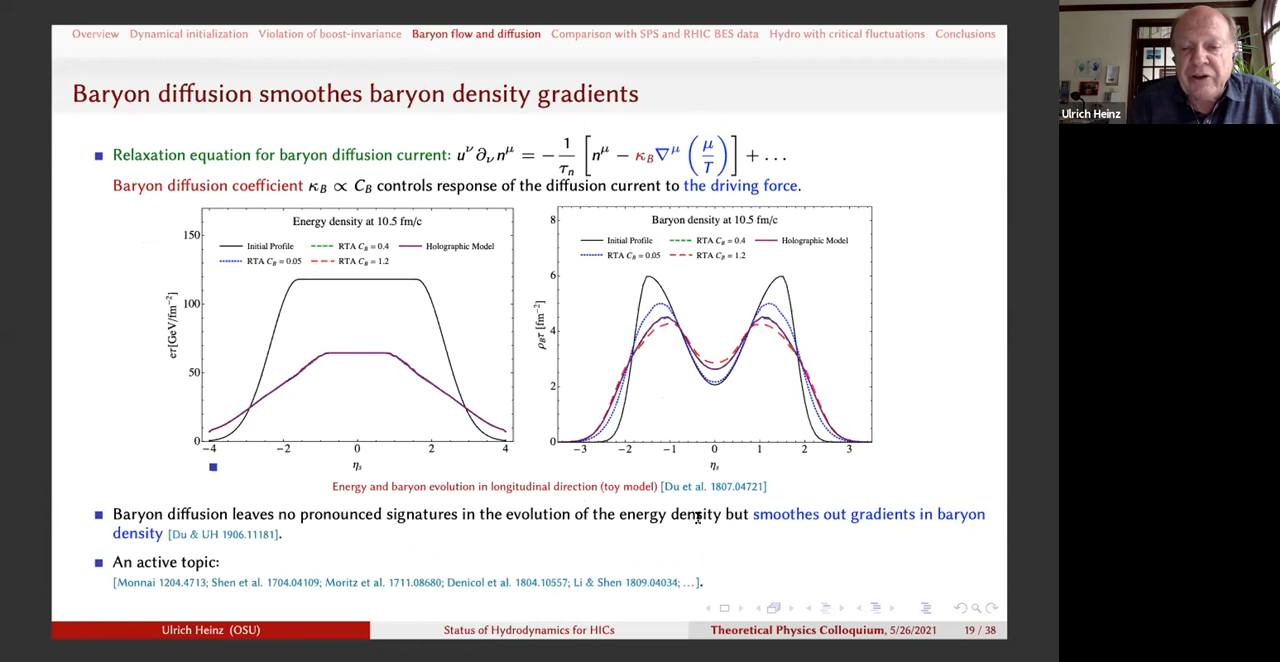 Overview Dynamical initialization Violation of boost-invariance Baryon flow and diffusion Comparison with SPS and RHIC BES data Hydro with critical fluctuations Conclusions
Ulrich Heinz
Baryon diffusion smoothes baryon density gradients
Relaxation equation for baryon diffusion current: u^ν ∂_ν n^μ = −1/τ_n [n^μ − κ_B ∇^μ (μ/T)] + ...
Baryon diffusion coefficient κ_B ∝ C_B controls response of the diffusion current to the driving force.
Energy density at 10.5 fm/c
Initial Profile RTA C_B = 0.4 Holographic Model
RTA C_B = 0.05 RTA C_B = 1.2
150
100
50
0
eτ[GeV/fm⁻²]
−4 −2 0 2 4
η_s
Baryon density at 10.5 fm/c
Initial Profile RTA C_B = 0.4 Holographic Model
RTA C_B = 0.05 RTA C_B = 1.2
8
6
4
2
0
ρ_Bτ [fm⁻²]
−3 −2 −1 0 1 2 3
η_s
Energy and baryon evolution in longitudinal direction (toy model) [Du et al. 1807.04721]
Baryon diffusion leaves no pronounced signatures in the evolution of the energy density but smoothes out gradients in baryon
density [Du & UH 1906.11181].
An active topic:
[Monnai 1204.4713; Shen et al. 1704.04109; Moritz et al. 1711.08680; Denicol et al. 1804.10557; Li & Shen 1809.04034; ...].
Ulrich Heinz (OSU) Status of Hydrodynamics for HICs Theoretical Physics Colloquium, 5/26/2021 19 / 38